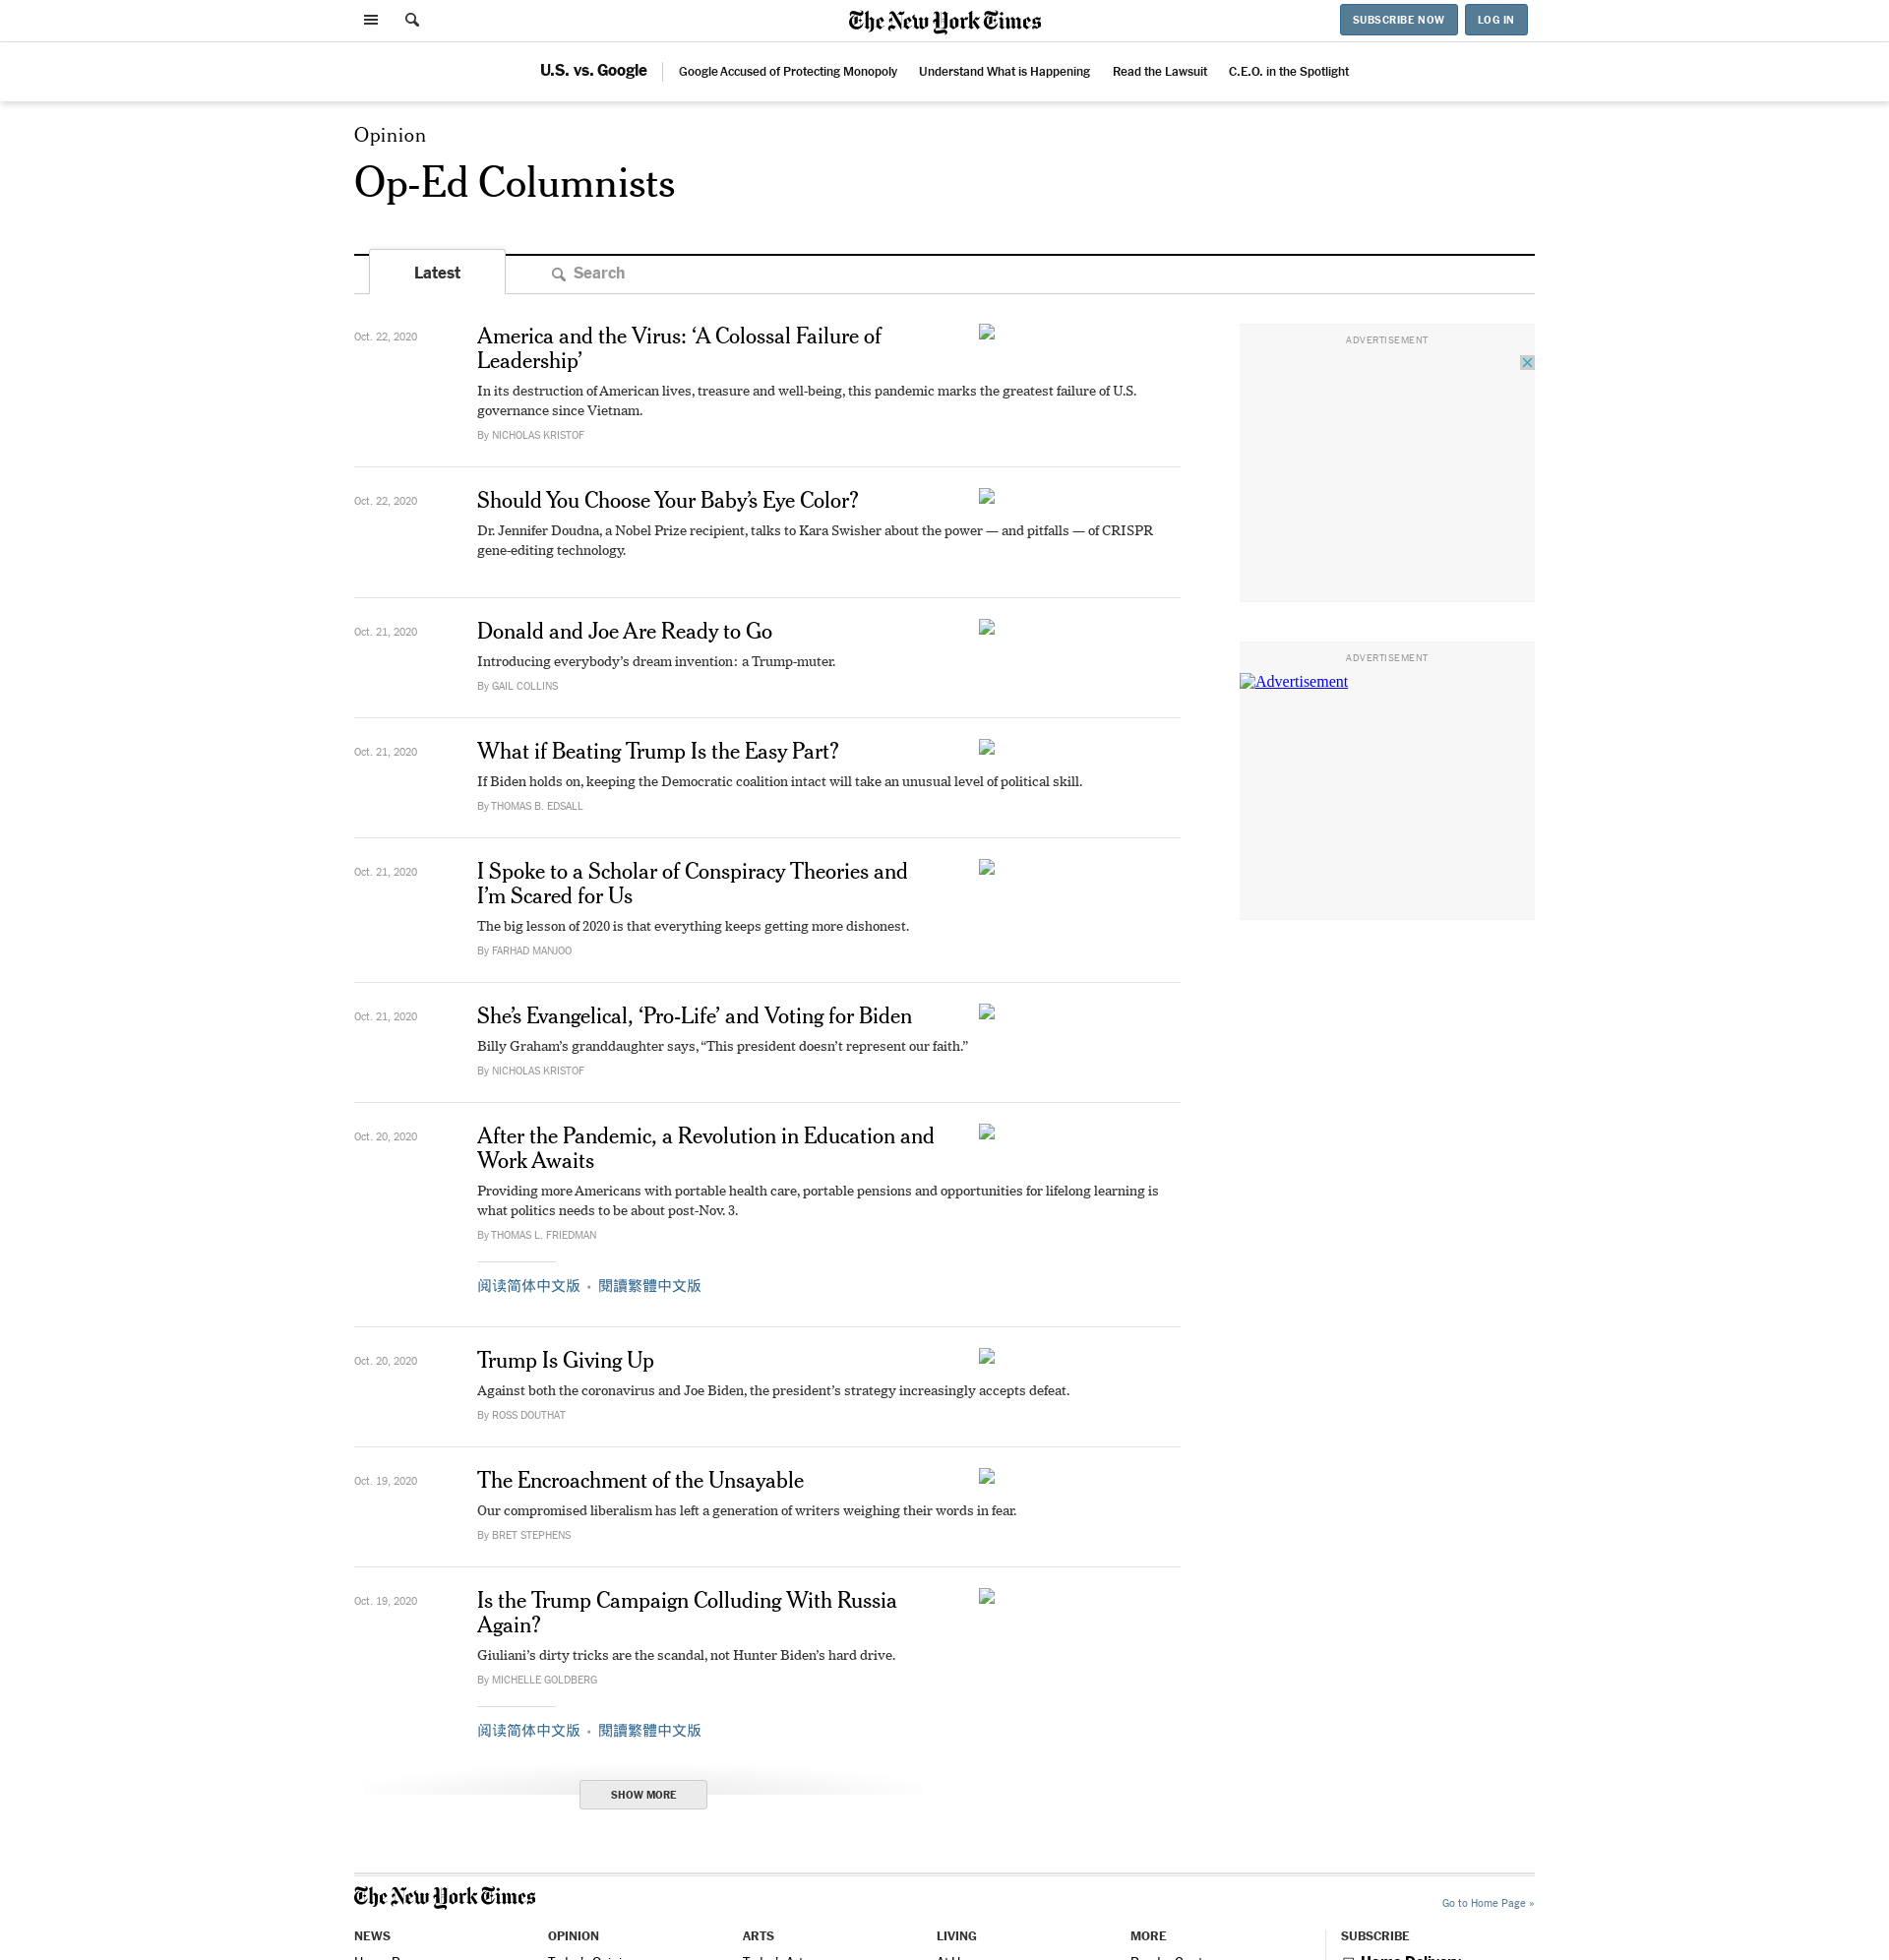 The New York Times
SUBSCRIBE NOW
LOG IN
U.S. vs. Google
Google Accused of Protecting Monopoly
Understand What is Happening
Read the Lawsuit
C.E.O. in the Spotlight
Opinion
Op-Ed Columnists
Latest
Search
Oct. 22, 2020
America and the Virus: ‘A Colossal Failure of
Leadership’
In its destruction of American lives, treasure and well-being, this pandemic marks the greatest failure of U.S.
governance since Vietnam.
By NICHOLAS KRISTOF
Oct. 22, 2020
Should You Choose Your Baby’s Eye Color?
Dr. Jennifer Doudna, a Nobel Prize recipient, talks to Kara Swisher about the power — and pitfalls — of CRISPR
gene-editing technology.
Oct. 21, 2020
Donald and Joe Are Ready to Go
Introducing everybody’s dream invention: a Trump-muter.
By GAIL COLLINS
Oct. 21, 2020
What if Beating Trump Is the Easy Part?
If Biden holds on, keeping the Democratic coalition intact will take an unusual level of political skill.
By THOMAS B. EDSALL
Oct. 21, 2020
I Spoke to a Scholar of Conspiracy Theories and
I’m Scared for Us
The big lesson of 2020 is that everything keeps getting more dishonest.
By FARHAD MANJOO
Oct. 21, 2020
She’s Evangelical, ‘Pro-Life’ and Voting for Biden
Billy Graham’s granddaughter says, “This president doesn’t represent our faith.”
By NICHOLAS KRISTOF
Oct. 20, 2020
After the Pandemic, a Revolution in Education and
Work Awaits
Providing more Americans with portable health care, portable pensions and opportunities for lifelong learning is
what politics needs to be about post-Nov. 3.
By THOMAS L. FRIEDMAN
阅读简体中文版 • 閱讀繁體中文版
Oct. 20, 2020
Trump Is Giving Up
Against both the coronavirus and Joe Biden, the president’s strategy increasingly accepts defeat.
By ROSS DOUTHAT
Oct. 19, 2020
The Encroachment of the Unsayable
Our compromised liberalism has left a generation of writers weighing their words in fear.
By BRET STEPHENS
Oct. 19, 2020
Is the Trump Campaign Colluding With Russia
Again?
Giuliani’s dirty tricks are the scandal, not Hunter Biden’s hard drive.
By MICHELLE GOLDBERG
阅读简体中文版 • 閱讀繁體中文版
SHOW MORE
ADVERTISEMENT
ADVERTISEMENT
Advertisement
The New York Times
Go to Home Page »
NEWS
OPINION
ARTS
LIVING
MORE
SUBSCRIBE
Home Delivery